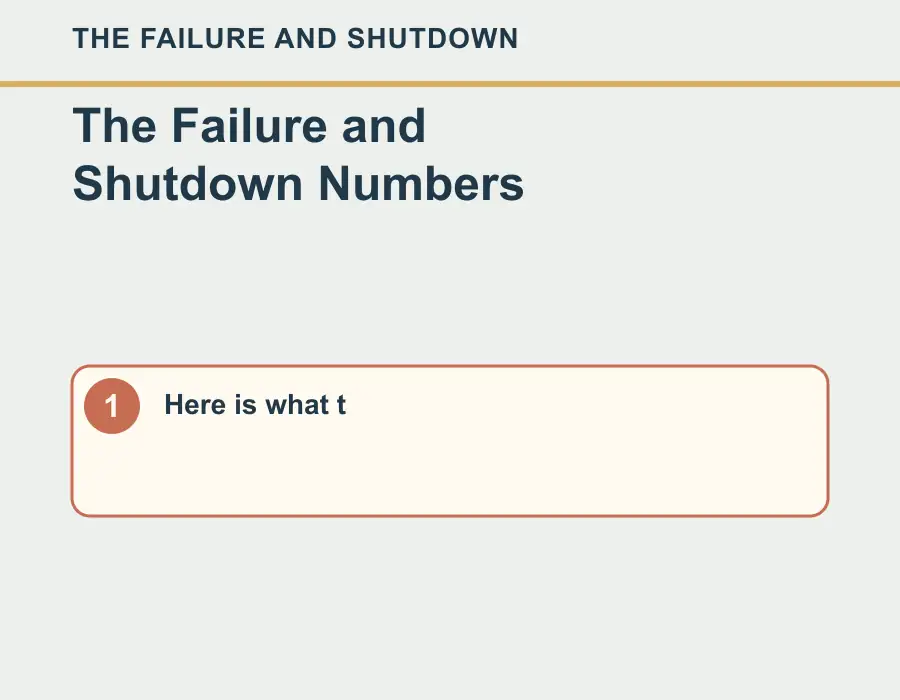 THE FAILURE AND SHUTDOWN
The Failure and
Shutdown Numbers
1 Here is what t